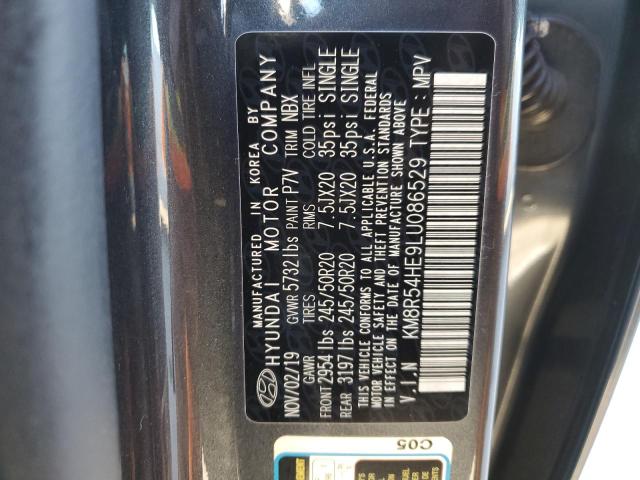 MANUFACTURED IN KOREA BY
HYUNDAI MOTOR COMPANY
NOV/02/19 GVWR 5732 lbs PAINT P7V TRIM NBX
GAWR TIRES RIMS COLD TIRE INFL
FRONT 2954 lbs 245/50R20 7.5JX20 35psi SINGLE
REAR 3197 lbs 245/50R20 7.5JX20 35psi SINGLE
THIS VEHICLE CONFORMS TO ALL APPLICABLE U.S.A. FEDERAL
MOTOR VEHICLE SAFETY AND THEFT PREVENTION STANDARDS
IN EFFECT ON THE DATE OF MANUFACTURE SHOWN ABOVE
V.I.N KM8R54HE9LU086529 TYPE : MPV
C05